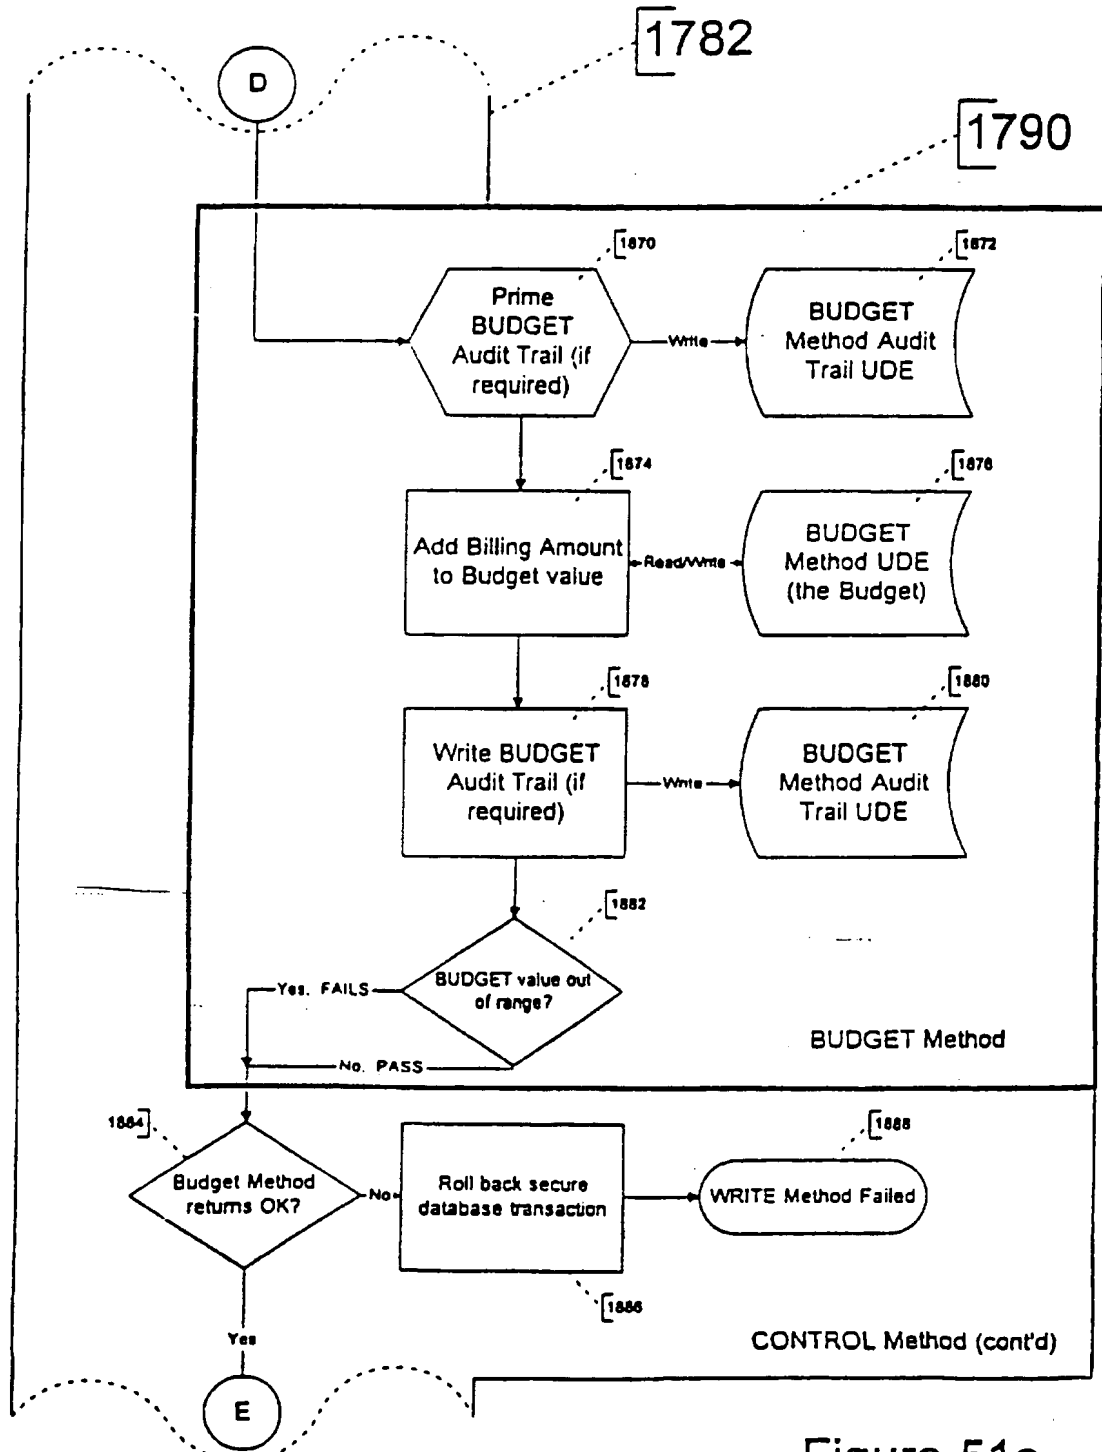 1782
D
1790
1870
1872
Prime
BUDGET
Audit Trail (if
required)
Write
BUDGET
Method Audit
Trail UDE
1874
1876
Add Billing Amount
to Budget value
Read/Write
BUDGET
Method UDE
(the Budget)
1878
1880
Write BUDGET
Audit Trail (if
required)
Write
BUDGET
Method Audit
Trail UDE
1882
BUDGET value out
of range?
Yes, FAILS
No, PASS
BUDGET Method
1884
1888
Budget Method
returns OK?
No
Roll back secure
database transaction
WRITE Method Failed
1886
Yes
CONTROL Method (cont'd)
E